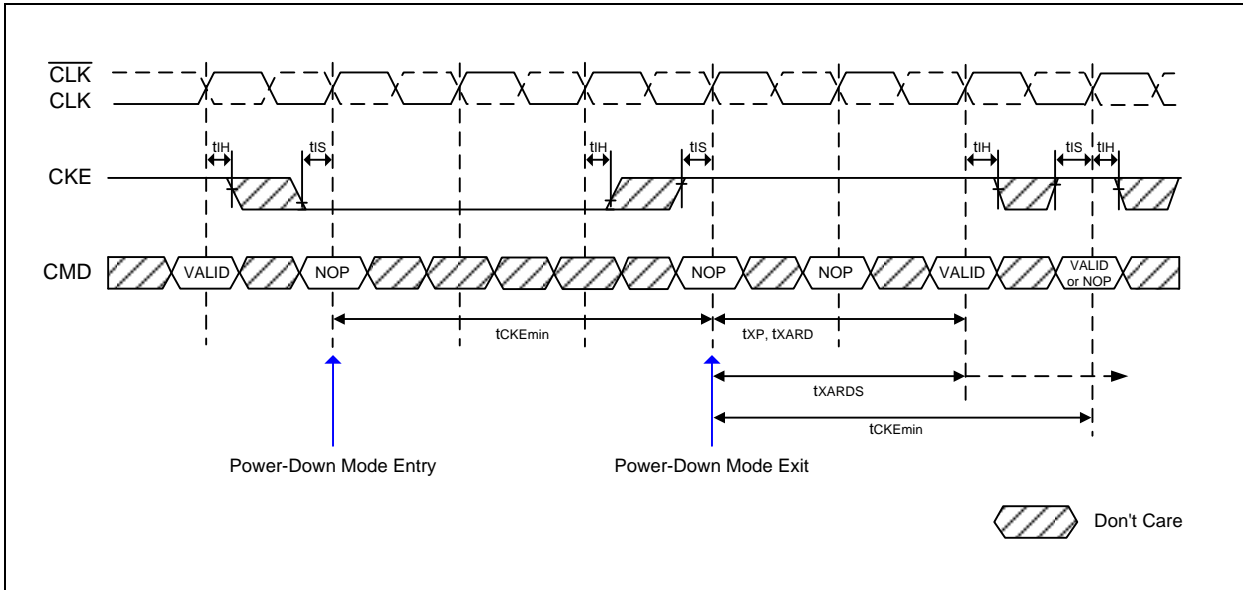 CLK
CLK
tIH tIS tIH tIS tIH tIS tIH
CKE
CMD VALID NOP NOP NOP VALID VALID or NOP
tCKEmin tXP, tXARD
tXARDS
tCKEmin
Power-Down Mode Entry Power-Down Mode Exit
Don't Care